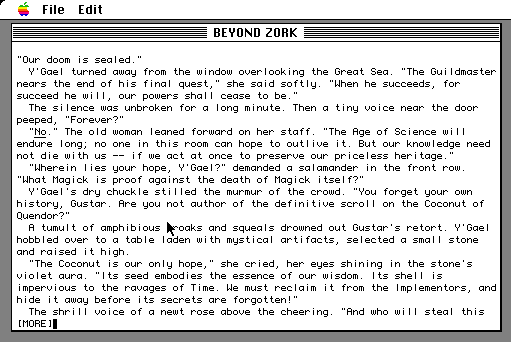 File Edit
BEYOND ZORK
"Our doom is sealed."
Y'Gael turned away from the window overlooking the Great Sea. "The Guildmaster
nears the end of his final quest," she said softly. "When he succeeds, for
succeed he will, our powers shall cease to be."
The silence was unbroken for a long minute. Then a tiny voice near the door
peeped, "Forever?"
"No." The old woman leaned forward on her staff. "The Age of Science will
endure long; no one in this room can hope to outlive it. But our knowledge need
not die with us -- if we act at once to preserve our priceless heritage."
"Wherein lies your hope, Y'Gael?" demanded a salamander in the front row.
"What Magick is proof against the death of Magick itself?"
Y'Gael's dry chuckle stilled the murmur of the crowd. "You forget your own
history, Gustar. Are you not author of the definitive scroll on the Coconut of
Quendor?"
A tumult of amphibious croaks and squeals drowned out Gustar's retort. Y'Gael
hobbled over to a table laden with mystical artifacts, selected a small stone
and raised it high.
"The Coconut is our only hope," she cried, her eyes shining in the stone's
violet aura. "Its seed embodies the essence of our wisdom. Its shell is
impervious to the ravages of Time. We must reclaim it from the Implementors, and
hide it away before its secrets are forgotten!"
The shrill voice of a newt rose above the cheering. "And who will steal this
[MORE]